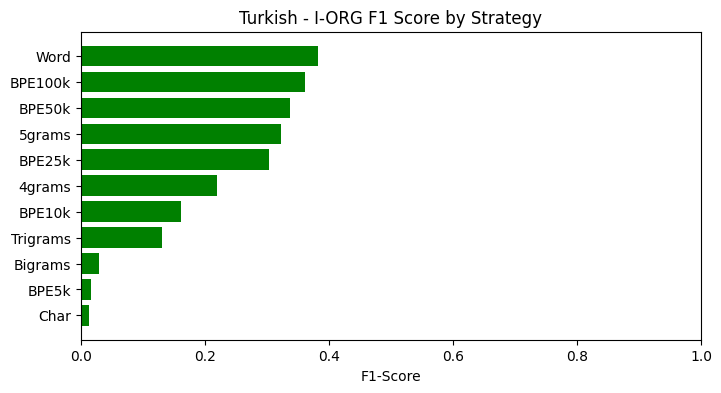 Turkish - I-ORG F1 Score by Strategy
Word
BPE100k
BPE50k
5grams
BPE25k
4grams
BPE10k
Trigrams
Bigrams
BPE5k
Char
0.0 0.2 0.4 0.6 0.8 1.0
F1-Score